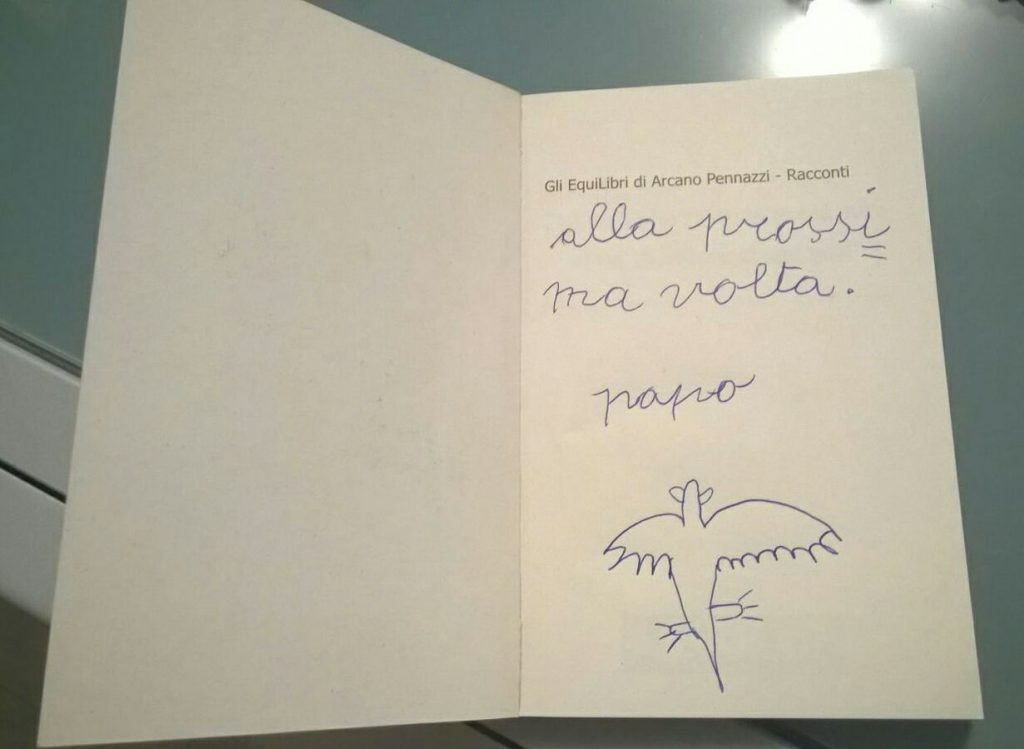 Gli EquiLibri di Arcano Pennazzi - Racconti
alla prossi
ma volta.
papo